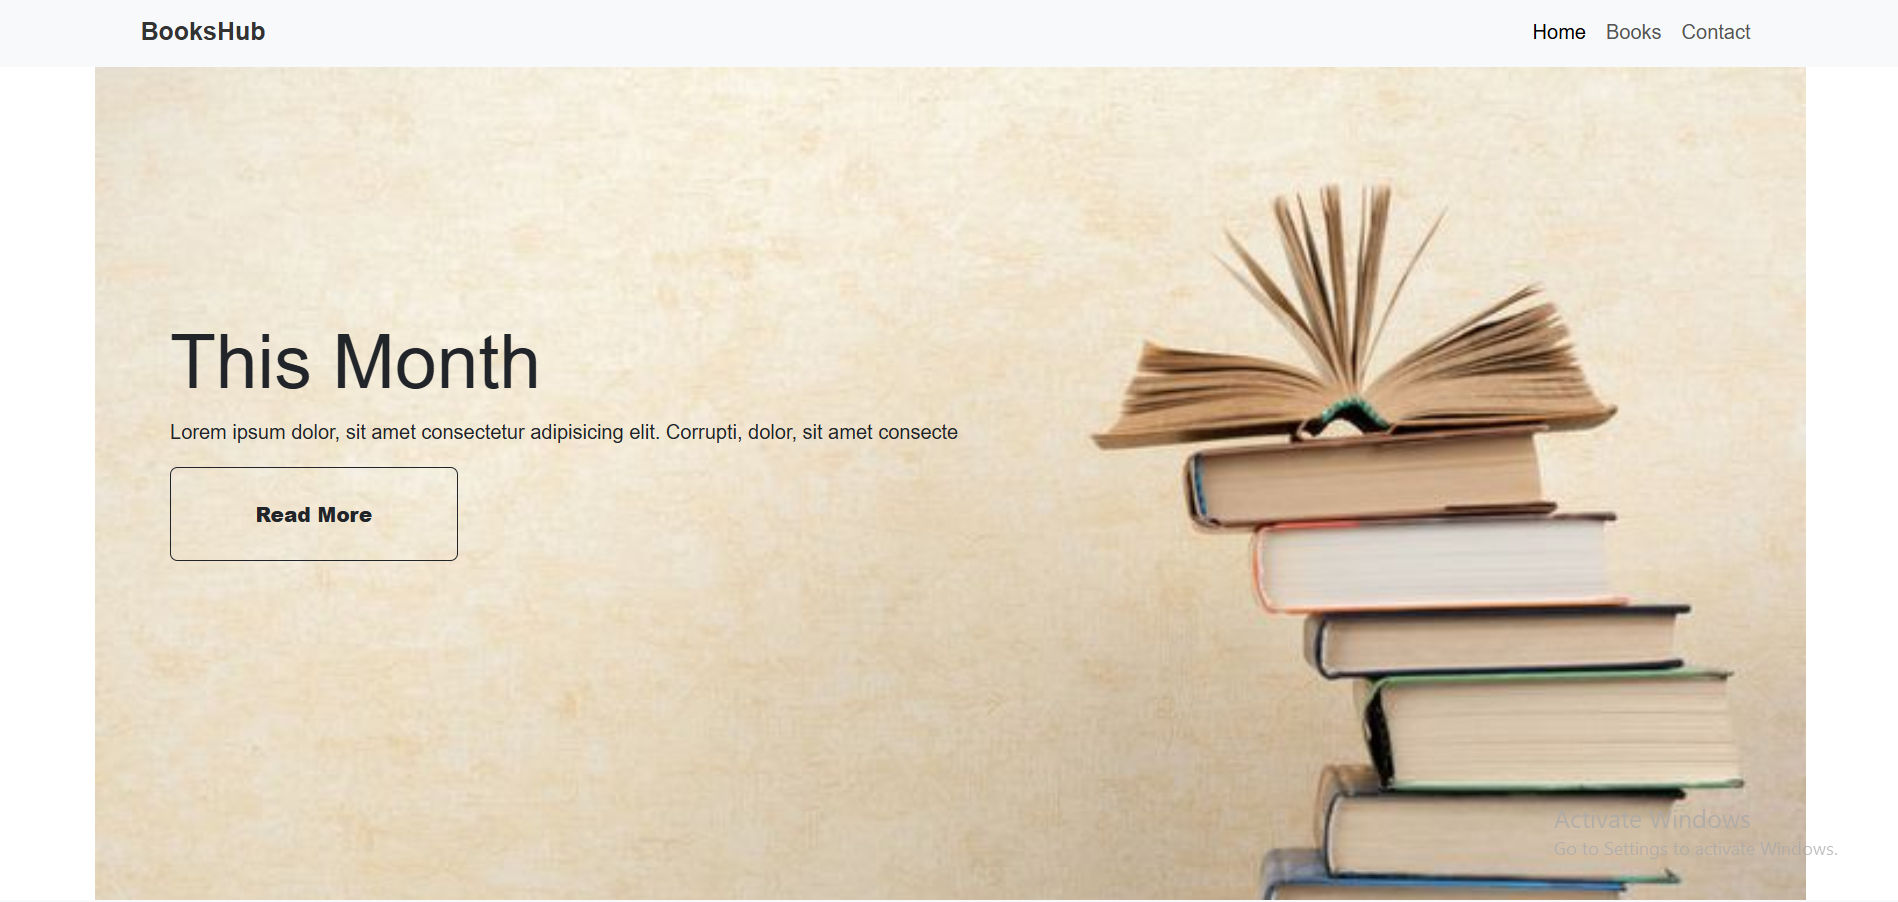 BooksHub
Home Books Contact
This Month
Lorem ipsum dolor, sit amet consectetur adipisicing elit. Corrupti, dolor, sit amet consecte
Read More
Activate Windows
Go to Settings to activate Windows.